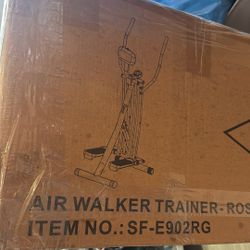 AIR WALKER TRAINER-ROS
ITEM NO.:SF-E902RG